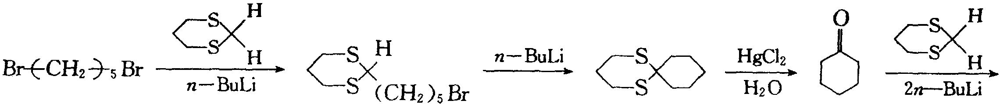 Br-(-CH₂-)-₅Br
S H
S H
n—BuLi
S H
S (CH₂)₅Br
n—BuLi
S
S
HgCl₂
H₂O
O
S H
S H
2n—BuLi